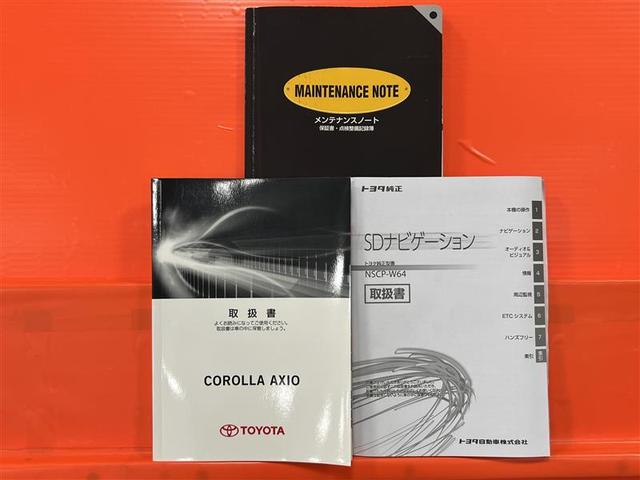 MAINTENANCE NOTE
メンテナンスノート
保証書・点検整備記録簿
取扱書
よくお読みになってご使用ください。
取扱書は車の中に保管しましょう。
COROLLA AXIO
TOYOTA
トヨタ純正
SDナビゲーション
トヨタ純正型番
NSCP-W64
取扱書
本機の操作 1
ナビゲーション 2
オーディオ&
ビジュアル 3
情報 4
周辺監視 5
ETC システム 6
ハンズフリー 7
索引 索引
トヨタ自動車株式会社